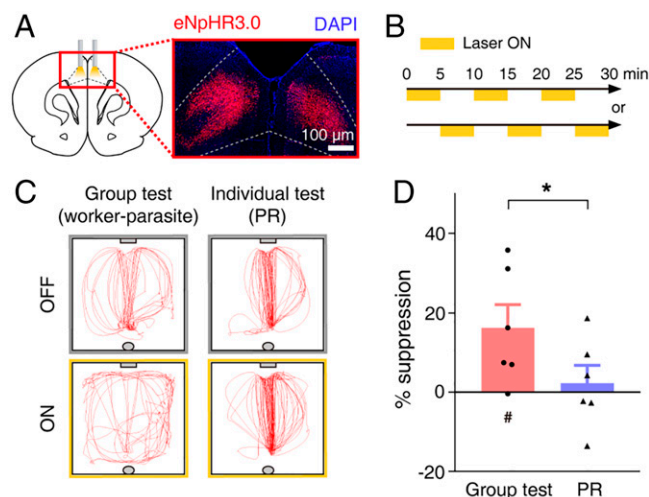 A
eNpHR3.0 DAPI
100 µm
B
Laser ON
0 5 10 15 20 25 30 min
or
C
Group test
(worker-parasite)
Individual test
(PR)
OFF
ON
D
*
% suppression
40
20
0
-20
#
Group test PR